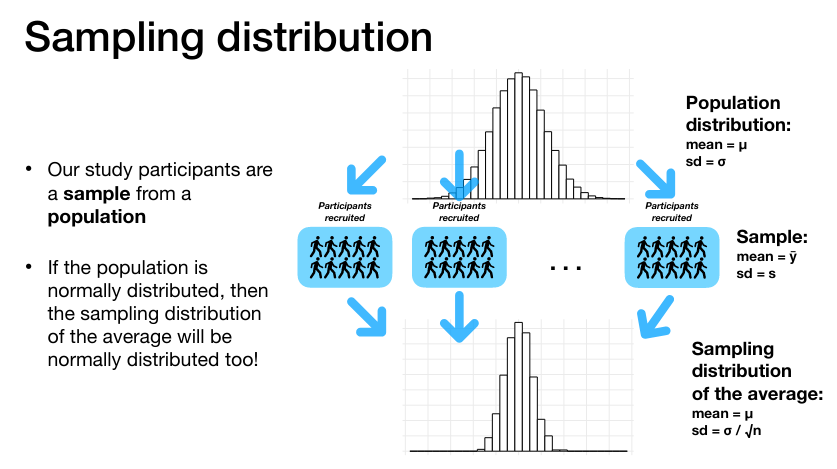 Sampling distribution
• Our study participants are
a sample from a
population
• If the population is
normally distributed, then
the sampling distribution
of the average will be
normally distributed too!
Population
distribution:
mean = μ
sd = σ
Participants
recruited
Participants
recruited
Participants
recruited
. . .
Sample:
mean = ȳ
sd = s
Sampling
distribution
of the average:
mean = μ
sd = σ / √n